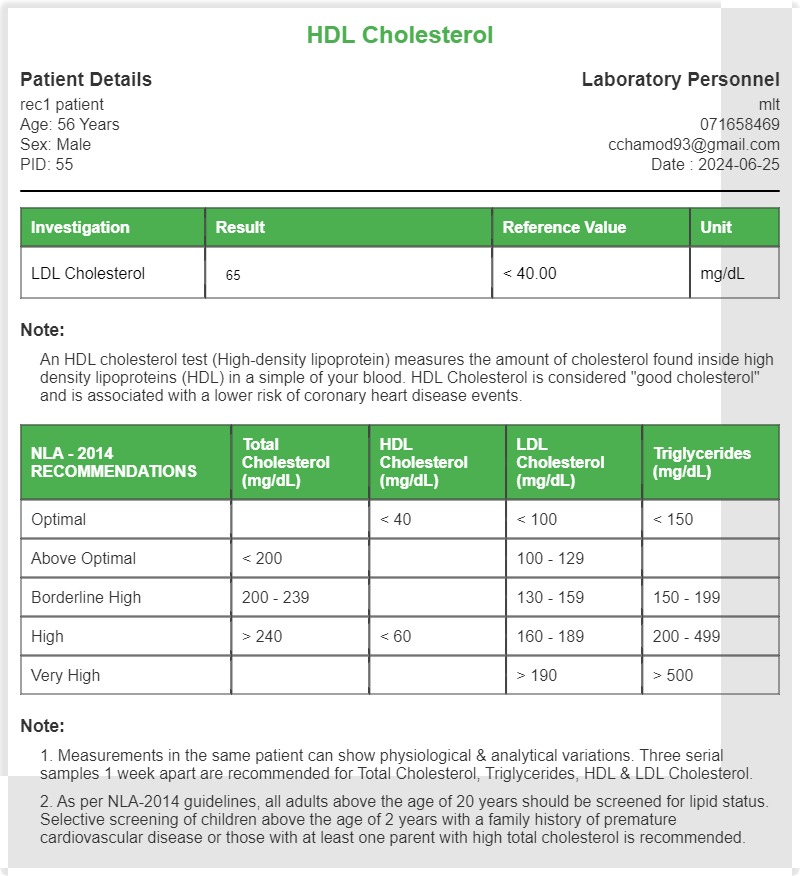 HDL Cholesterol
Patient Details
Laboratory Personnel
rec1 patient
mlt
Age: 56 Years
071658469
Sex: Male
cchamod93@gmail.com
PID: 55
Date : 2024-06-25
Investigation Result Reference Value Unit
LDL Cholesterol 65 < 40.00 mg/dL
Note:
An HDL cholesterol test (High-density lipoprotein) measures the amount of cholesterol found inside high
density lipoproteins (HDL) in a simple of your blood. HDL Cholesterol is considered "good cholesterol"
and is associated with a lower risk of coronary heart disease events.
NLA - 2014
RECOMMENDATIONS
Total
Cholesterol
(mg/dL)
HDL
Cholesterol
(mg/dL)
LDL
Cholesterol
(mg/dL)
Triglycerides
(mg/dL)
Optimal < 40 < 100 < 150
Above Optimal < 200 100 - 129
Borderline High 200 - 239 130 - 159 150 - 199
High > 240 < 60 160 - 189 200 - 499
Very High > 190 > 500
Note:
1. Measurements in the same patient can show physiological & analytical variations. Three serial
samples 1 week apart are recommended for Total Cholesterol, Triglycerides, HDL & LDL Cholesterol.
2. As per NLA-2014 guidelines, all adults above the age of 20 years should be screened for lipid status.
Selective screening of children above the age of 2 years with a family history of premature
cardiovascular disease or those with at least one parent with high total cholesterol is recommended.